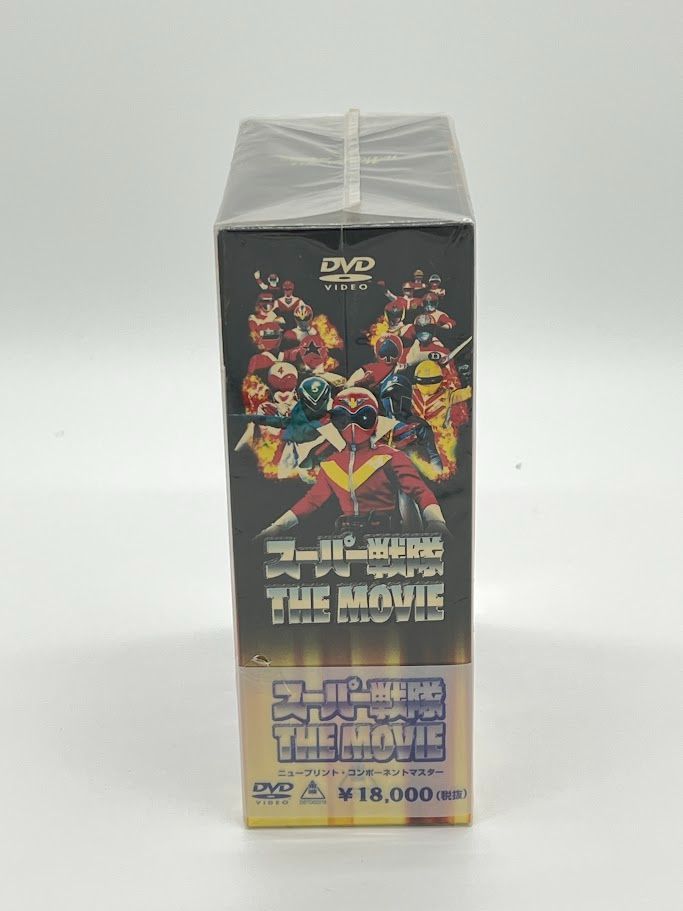 DVD
VIDEO
4
13
スーパー戦隊
THE MOVIE
スーパー戦隊
THE MOVIE
ニュープリント・コンポーネントマスター
DVD
VIDEO
¥18,000(税抜)